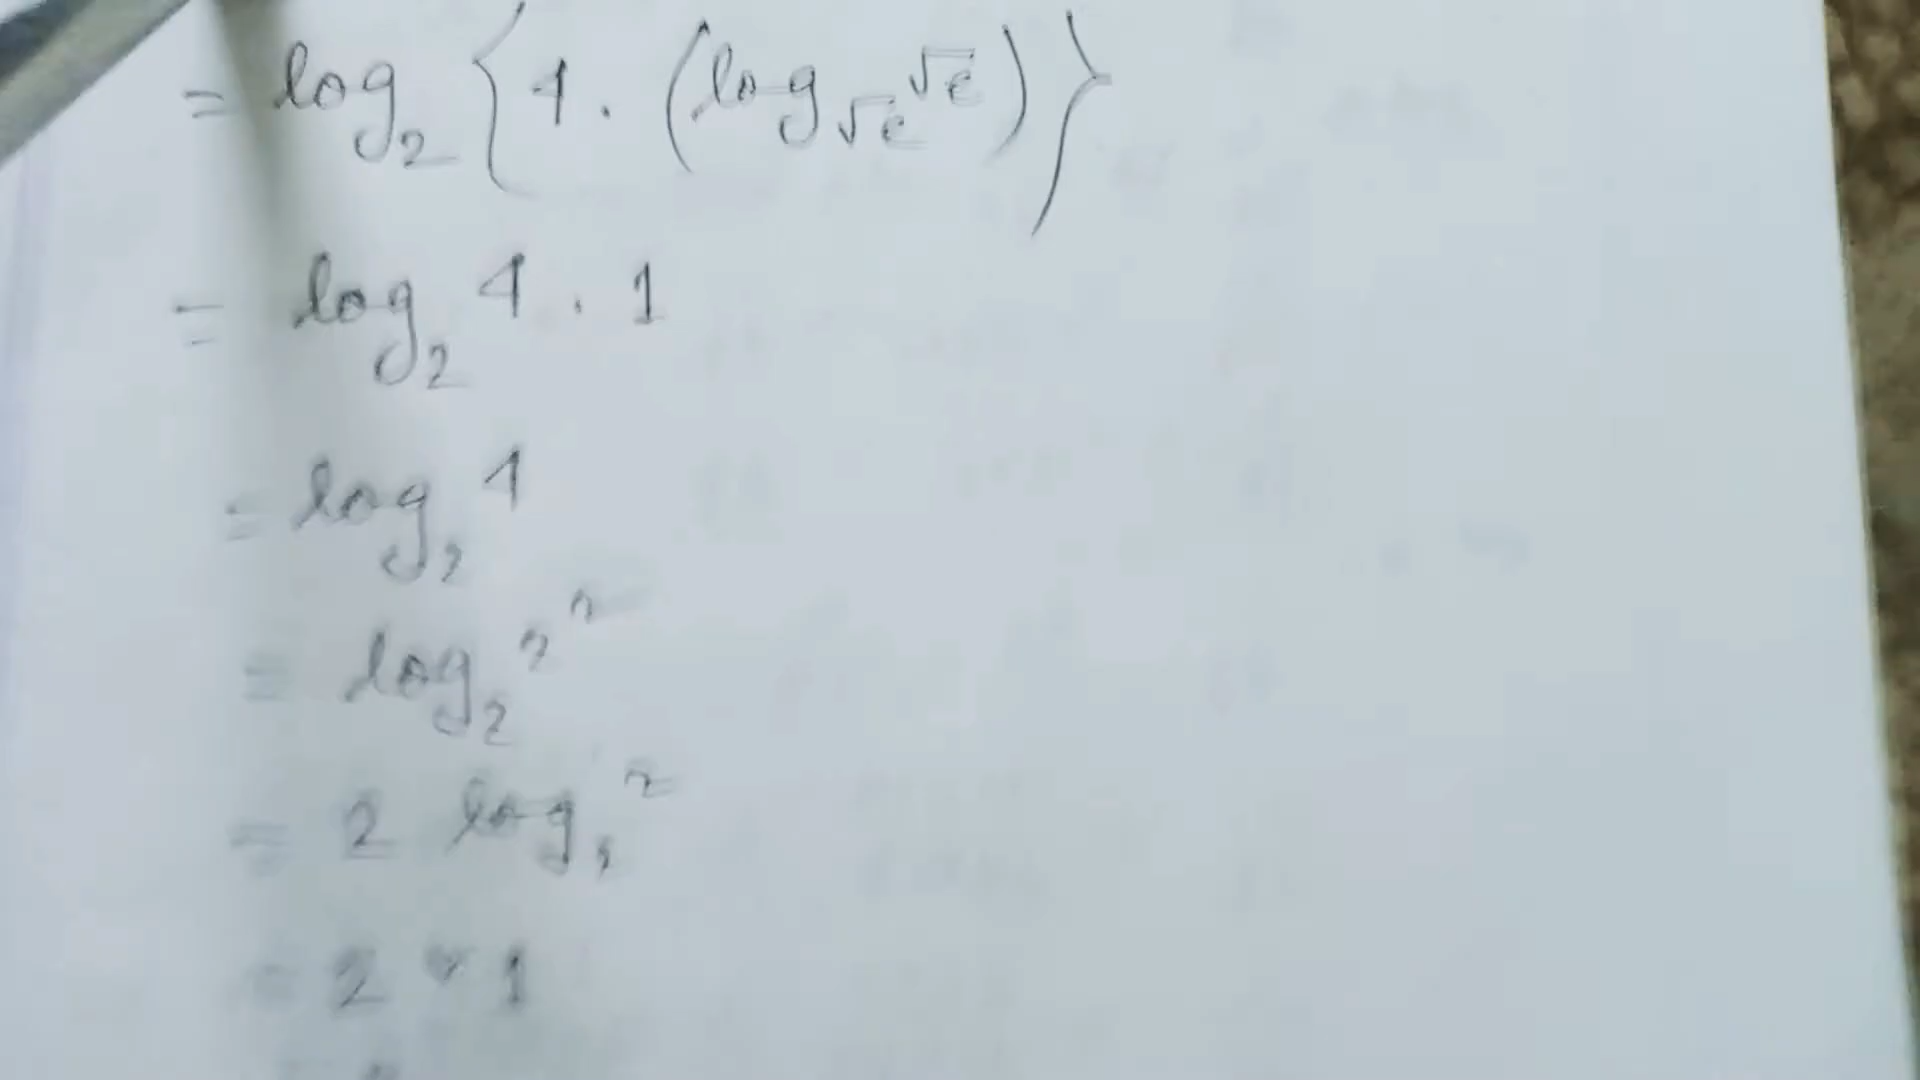 = log₂ {4 . (log_√e √e)}
= log₂ 4 . 1
= log₂ 4
= log₂ 2²
= 2 log₂ 2
= 2 × 1